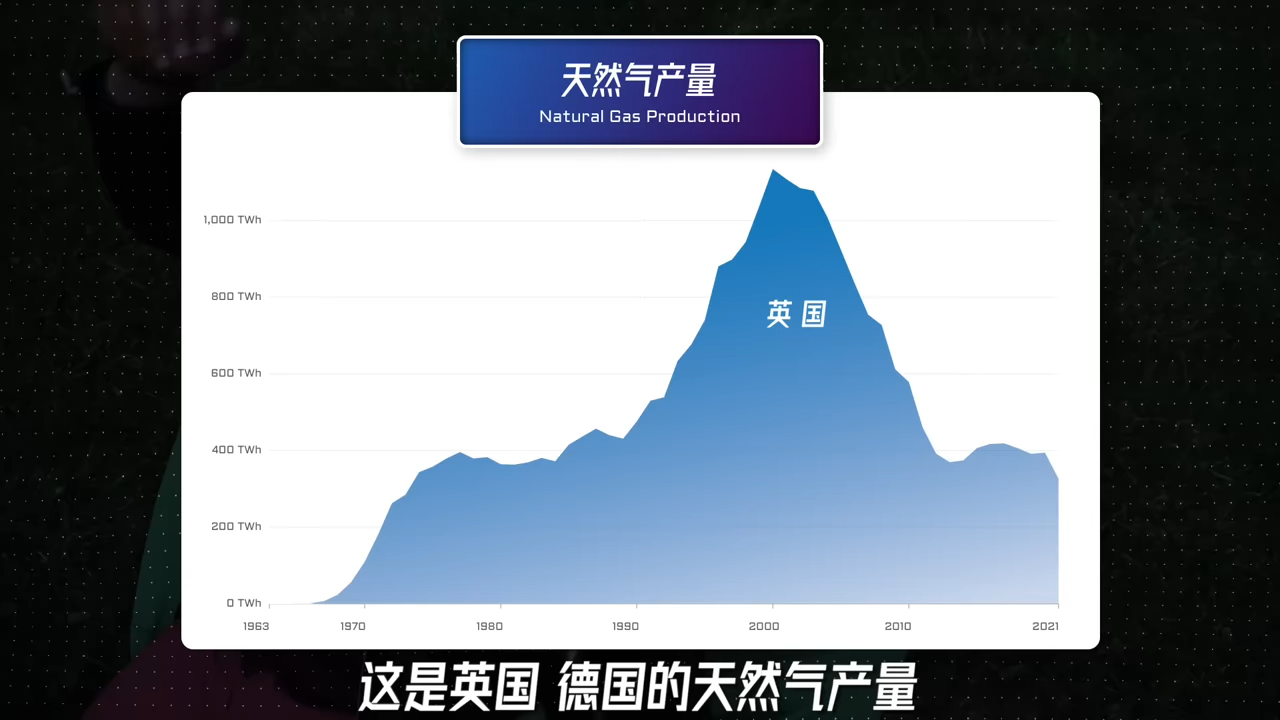 天然气产量
Natural Gas Production
1,000 TWh
800 TWh
英国
600 TWh
400 TWh
200 TWh
0 TWh
1963 1970 1980 1990 2000 2010 2021
这是英国 德国的天然气产量